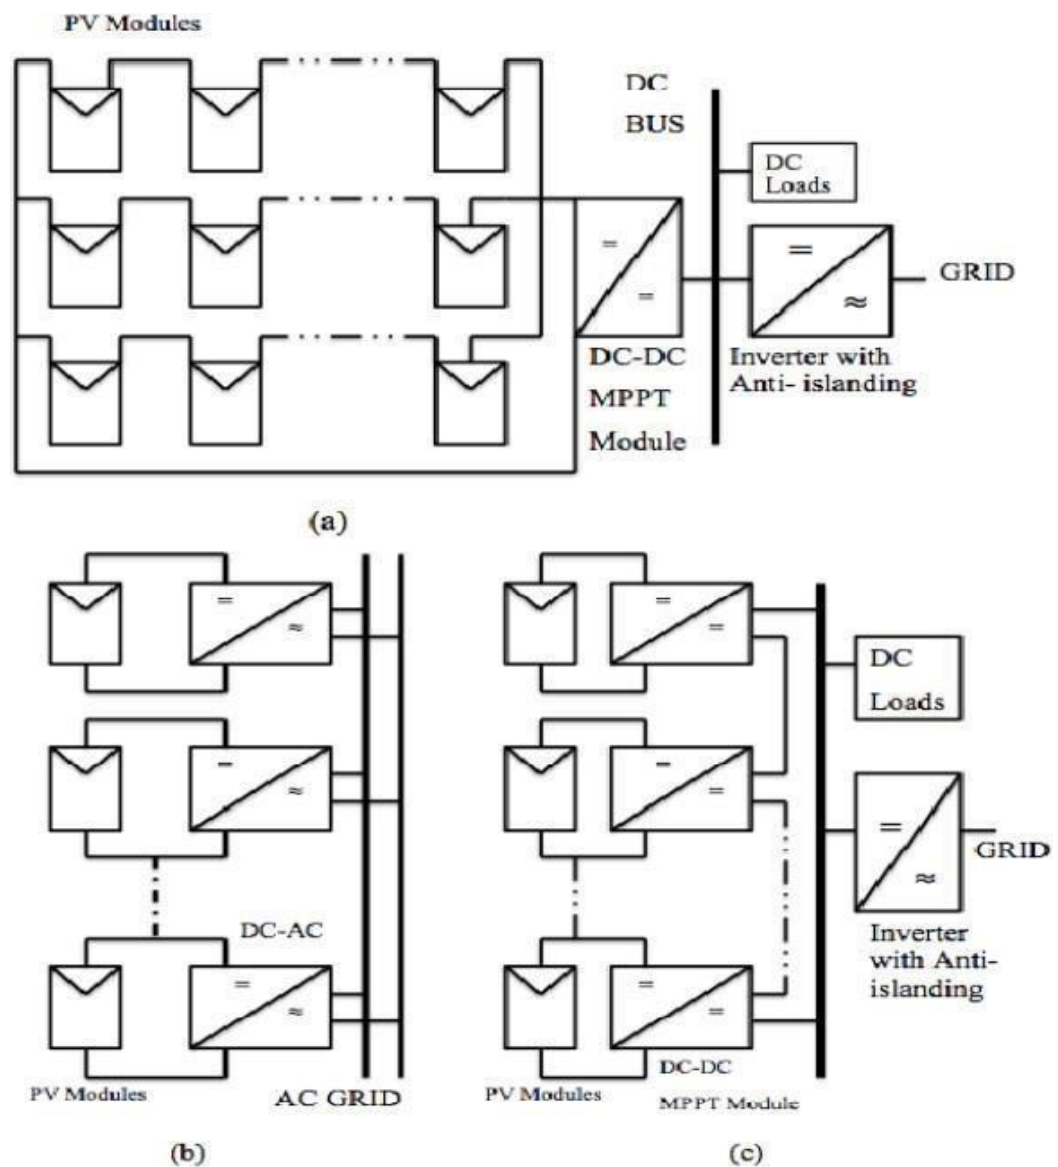 PV Modules
DC
BUS
DC
Loads
=
=
=
≈
GRID
DC-DC
MPPT
Module
Inverter with
Anti- islanding
(a)
=
≈
=
=
DC
Loads
=
≈
=
=
=
≈
GRID
DC-AC
Inverter
with Anti-
islanding
=
≈
=
=
DC-DC
PV Modules
AC GRID
PV Modules
MPPT Module
(b)
(c)